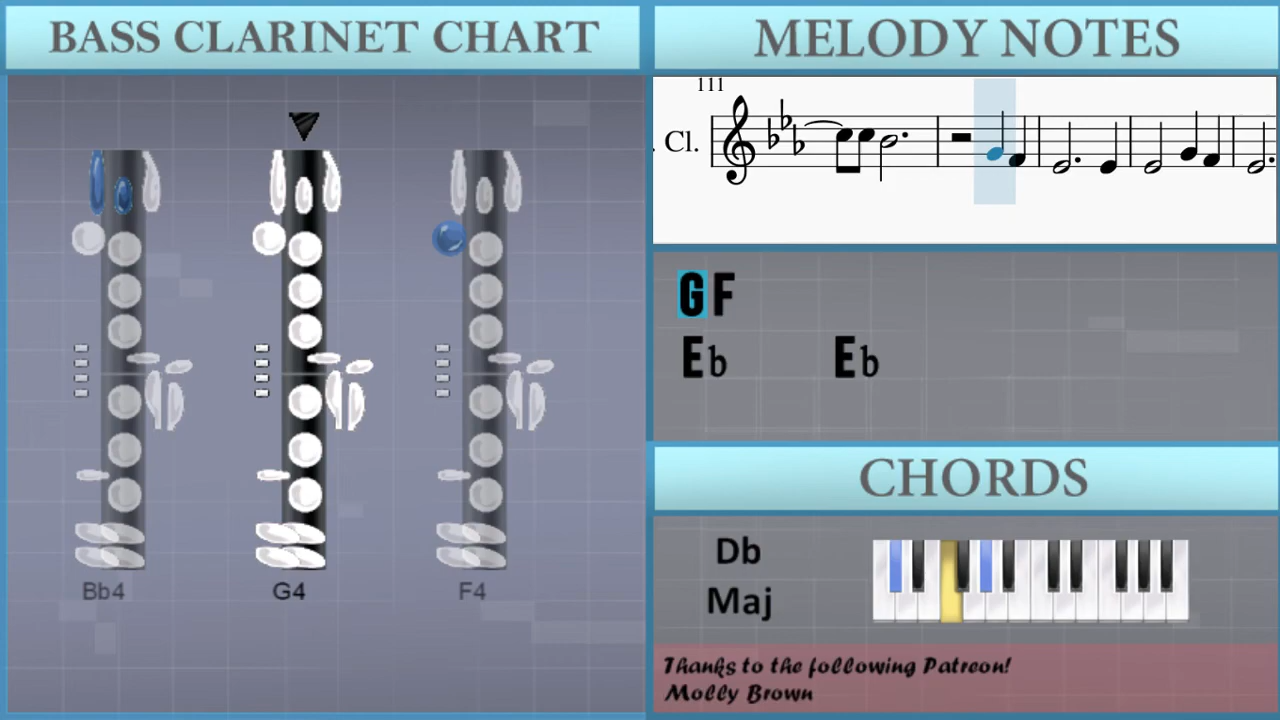 BASS CLARINET CHART
Bb4
G4
F4
MELODY NOTES
111
. Cl.
G F
Eb Eb
CHORDS
Db
Maj
Thanks to the following Patreon!
Molly Brown